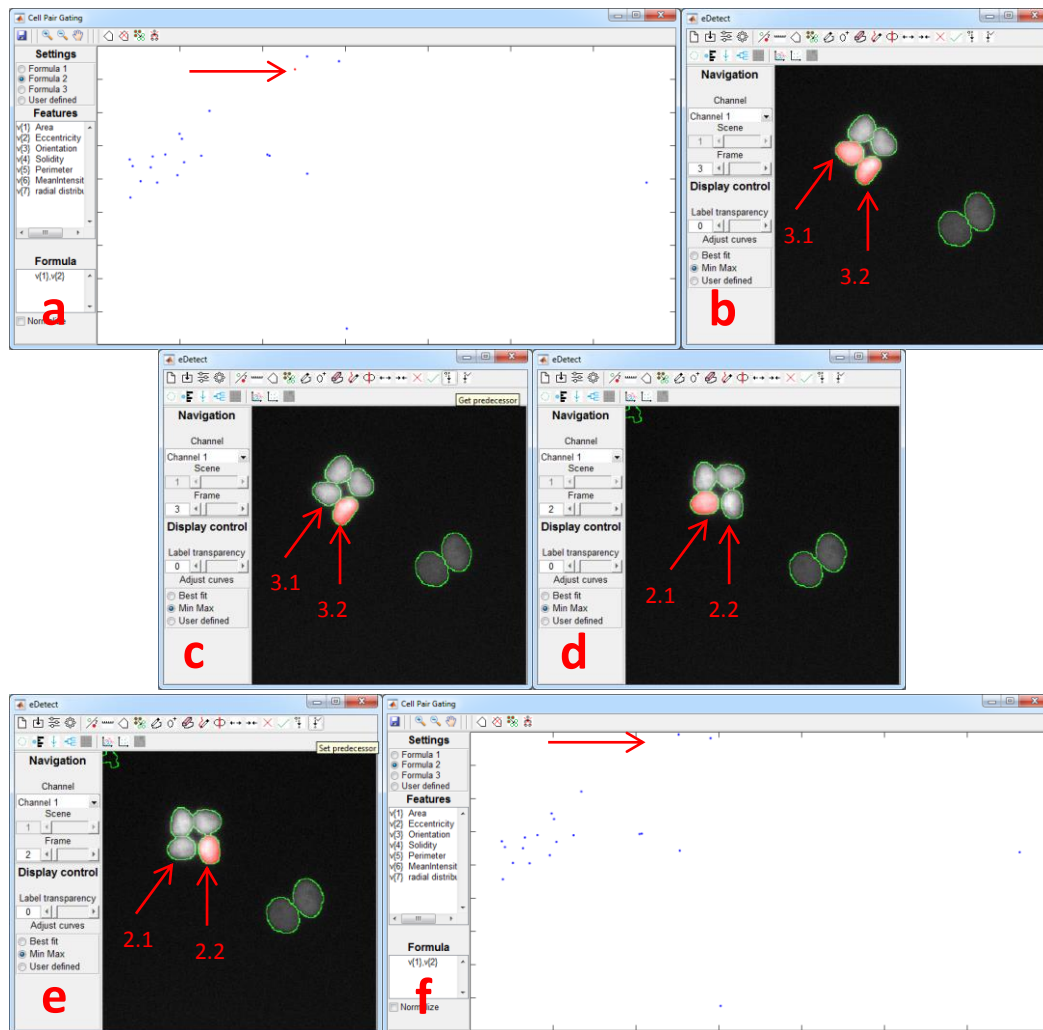 Cell Pair Gating
Settings
Formula 1
Formula 2
Formula 3
User defined
Features
v{1} Area
v{2} Eccentricity
v{3} Orientation
v{4} Solidity
v{5} Perimeter
v{6} MeanIntensit
v{7} radial distribu
Formula
v{1},v{2}
Normalize
a
eDetect
Navigation
Channel
Channel 1
Scene
1
Frame
3
Display control
Label transparency
0
Adjust curves
Best fit
Min Max
User defined
3.1
3.2
b
eDetect
Get predecessor
Navigation
Channel
Channel 1
Scene
1
Frame
3
Display control
Label transparency
0
Adjust curves
Best fit
Min Max
User defined
3.1
3.2
c
eDetect
Navigation
Channel
Channel 1
Scene
1
Frame
2
Display control
Label transparency
0
Adjust curves
Best fit
Min Max
User defined
2.1
2.2
d
eDetect
Set predecessor
Navigation
Channel
Channel 1
Scene
1
Frame
2
Display control
Label transparency
0
Adjust curves
Best fit
Min Max
User defined
2.1
2.2
e
Cell Pair Gating
Settings
Formula 1
Formula 2
Formula 3
User defined
Features
v{1} Area
v{2} Eccentricity
v{3} Orientation
v{4} Solidity
v{5} Perimeter
v{6} MeanIntensit
v{7} radial distribu
Formula
v{1},v{2}
Normalize
f